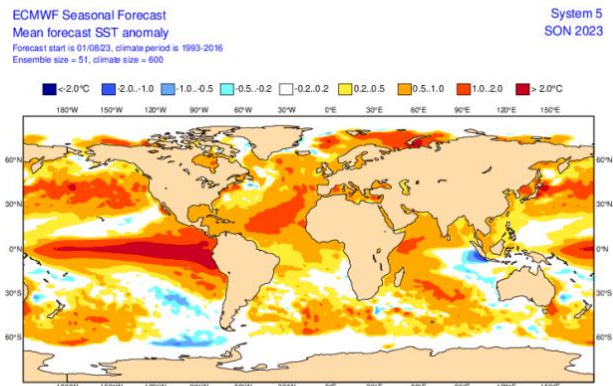 ECMWF Seasonal Forecast
System 5
Mean forecast SST anomaly
SON 2023
Forecast start is 01/08/23, climate period is 1993-2016
Ensemble size = 51, climate size = 600
<-2.0°C -2.0..-1.0 -1.0..-0.5 -0.5..-0.2 -0.2..0.2 0.2..0.5 0.5..1.0 1.0..2.0 > 2.0°C
180°W 150°W 120°W 90°W 60°W 30°W 0°E 30°E 60°E 90°E 120°E 150°E
60°N 60°N
30°N 30°N
0°N 0°N
30°S 30°S
60°S 60°S